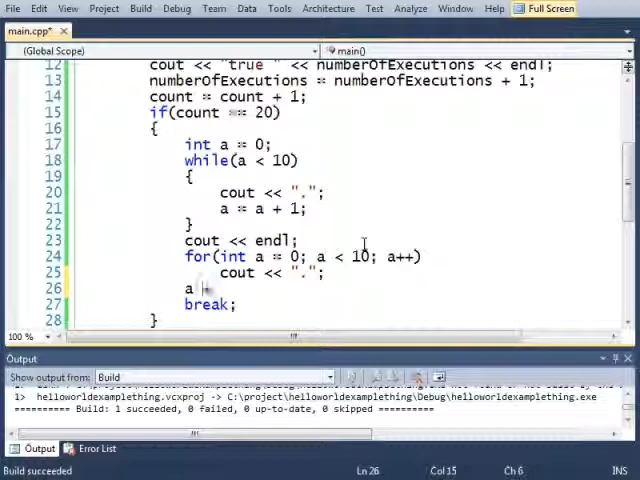 File Edit View Project Build Debug Team Data Tools Architecture Test Analyze Window Help Full Screen
main.cpp*
(Global Scope) main()
12 cout << "true " << numberOfExecutions << endl;
13 numberOfExecutions = numberOfExecutions + 1;
14 count = count + 1;
15 if(count == 20)
16 {
17 int a = 0;
18 while(a < 10)
19 {
20 cout << ".";
21 a = a + 1;
22 }
23 cout << endl;
24 for(int a = 0; a < 10; a++)
25 cout << ".";
26 a
27 break;
28 }
100 %
Output
Show output from: Build
1> helloworldexamplething.vcxproj -> C:\project\helloworldexamplething\Debug\helloworldexamplething.exe
========== Build: 1 succeeded, 0 failed, 0 up-to-date, 0 skipped ==========
Output Error List
Build succeeded Ln 26 Col 15 Ch 6 INS